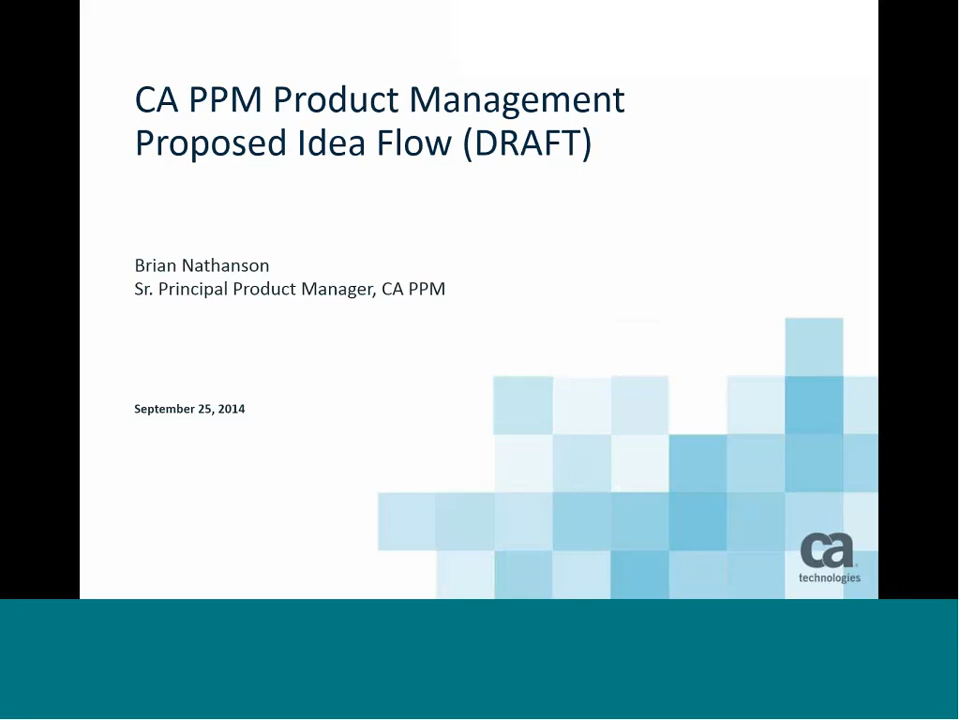 CA PPM Product Management
Proposed Idea Flow (DRAFT)
Brian Nathanson
Sr. Principal Product Manager, CA PPM
September 25, 2014
ca
technologies